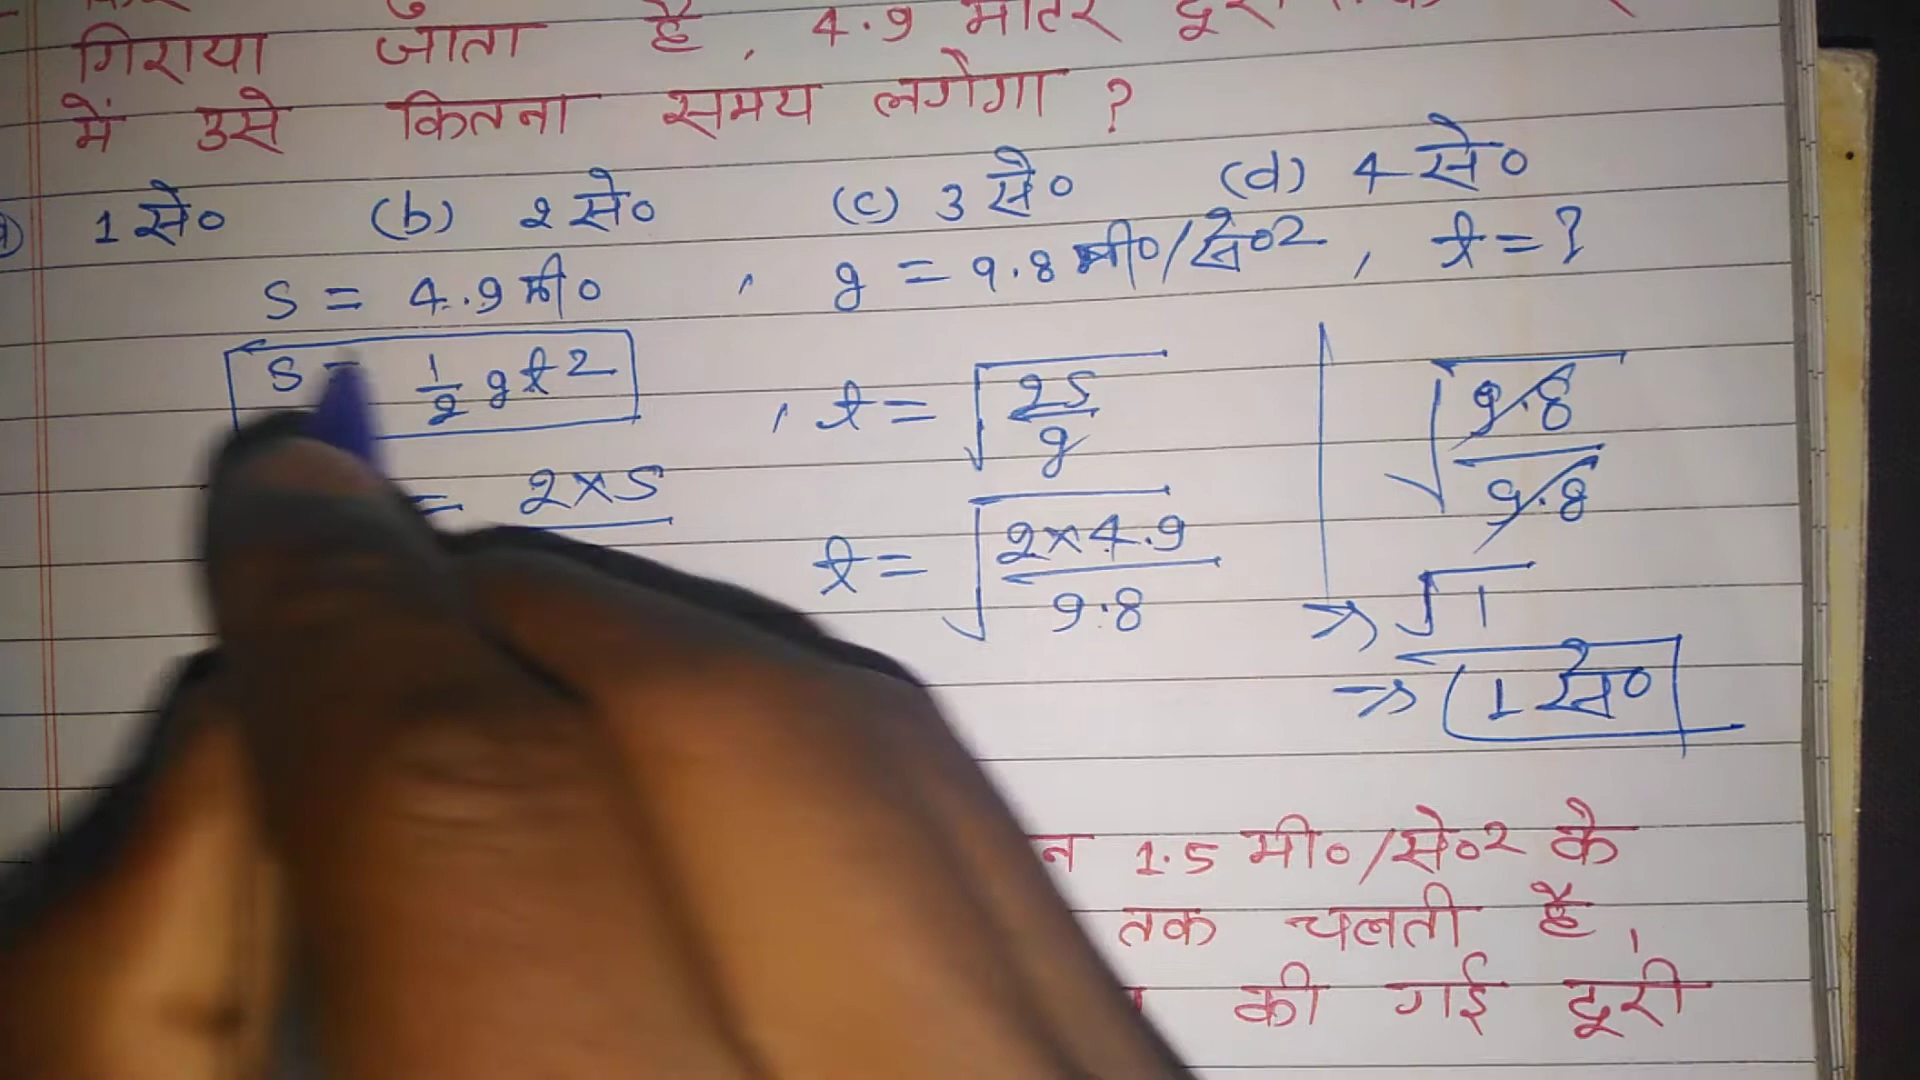 गिराया जाता है, 4.9 मीटर दूरी
में उसे कितना समय लगेगा ?
1 से० (b) 2 से० (c) 3 से० (d) 4 से०
S = 4.9 मी० , g = 9.8 मी०/से०2 , t = ?
S = 1/2 gt2 , t = √2S/g √9.8/9.8
= 2×S t = √2×4.9/9.8 → √1
→ 1 से०
1.5 मी०/से०2 के
तक चलती है,
की गई दूरी